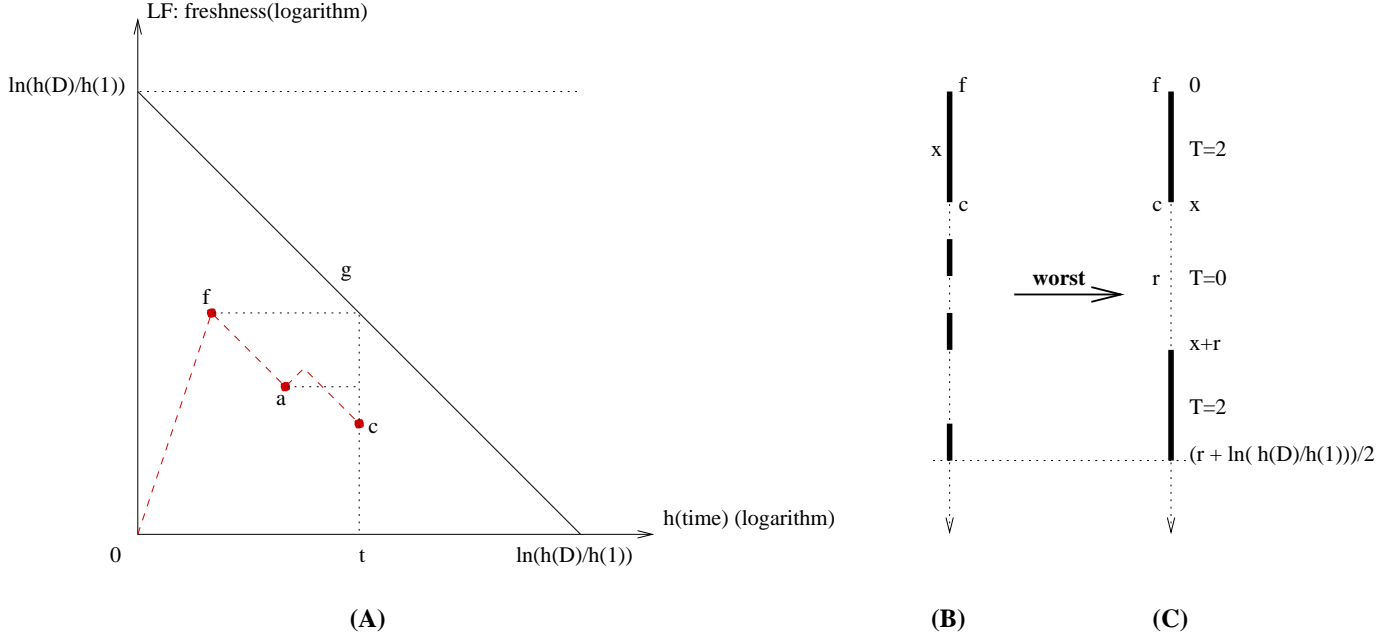 LF: freshness(logarithm)
ln(h(D)/h(1))
g
f
a
c
h(time) (logarithm)
0
t
ln(h(D)/h(1))
(A)
f
x
c
worst
(B)
f
0
T=2
c
x
r
T=0
x+r
T=2
(r + ln( h(D)/h(1)))/2
(C)